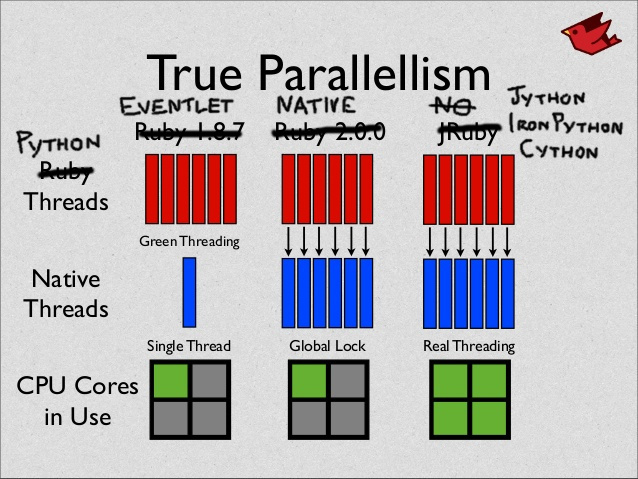 True Parallellism
EVENTLET NATIVE NO JYTHON
Ruby 1.8.7 Ruby 2.0.0 JRuby IRONPYTHON
PYTHON CYTHON
Ruby
Threads
Green Threading
Native
Threads
Single Thread Global Lock Real Threading
CPU Cores
in Use